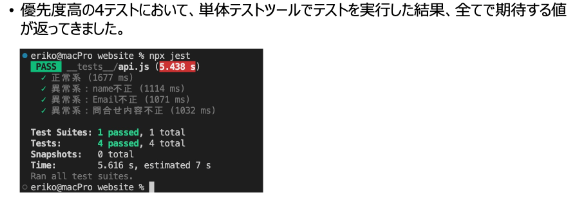 • 優先度高の4テストにおいて、単体テストツールでテストを実行した結果、全てで期待する値
が返ってきました。
eriko@macPro website % npx jest
PASS __tests__/api.js (5.438 s)
✓ 正常系 (1677 ms)
✓ 異常系：name不正 (1114 ms)
✓ 異常系：Email不正 (1071 ms)
✓ 異常系：問合せ内容不正 (1032 ms)
Test Suites: 1 passed, 1 total
Tests: 4 passed, 4 total
Snapshots: 0 total
Time: 5.616 s, estimated 7 s
Ran all test suites.
eriko@macPro website %